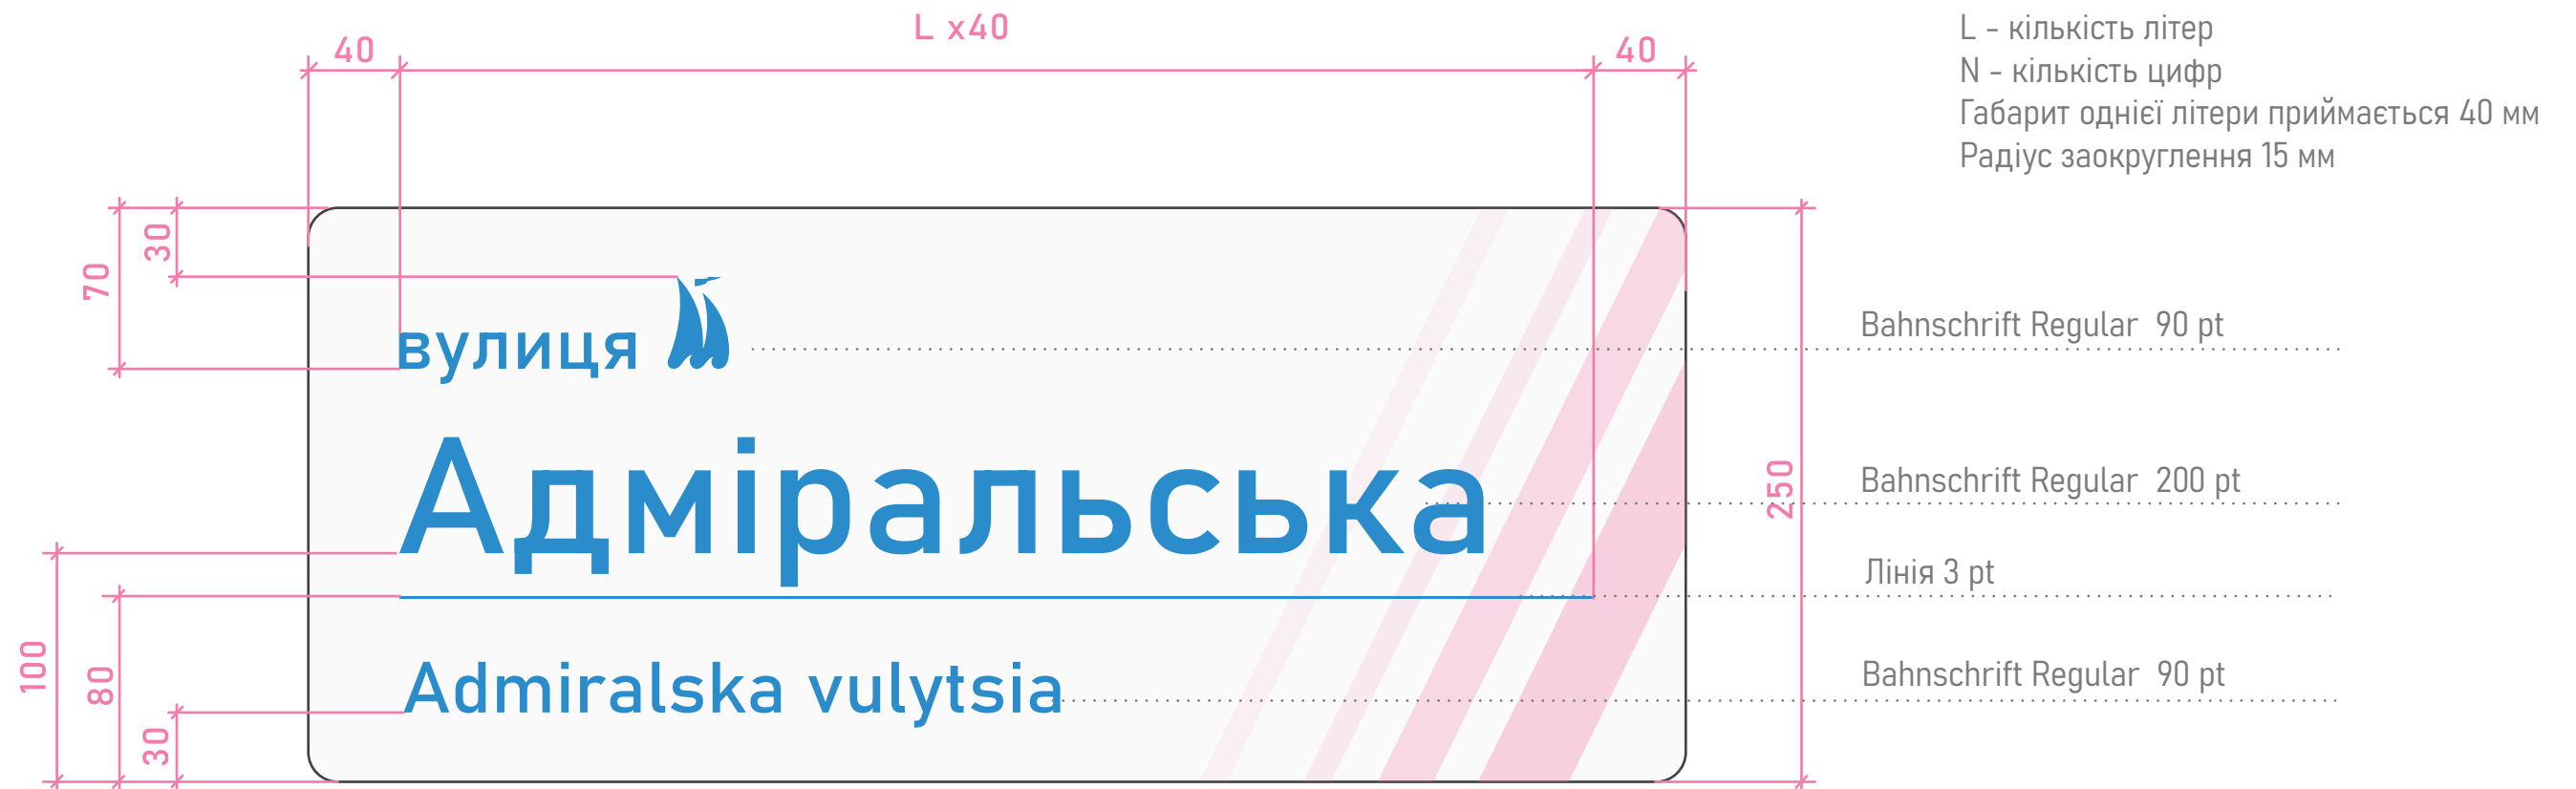 L x40
40
40
L - кількість літер
N - кількість цифр
Габарит однієї літери приймається 40 мм
Радіус заокруглення 15 мм
30
70
вулиця
Bahnschrift Regular 90 pt
Адміральська
Bahnschrift Regular 200 pt
250
Лінія 3 pt
100
80
30
Admiralska vulytsia
Bahnschrift Regular 90 pt